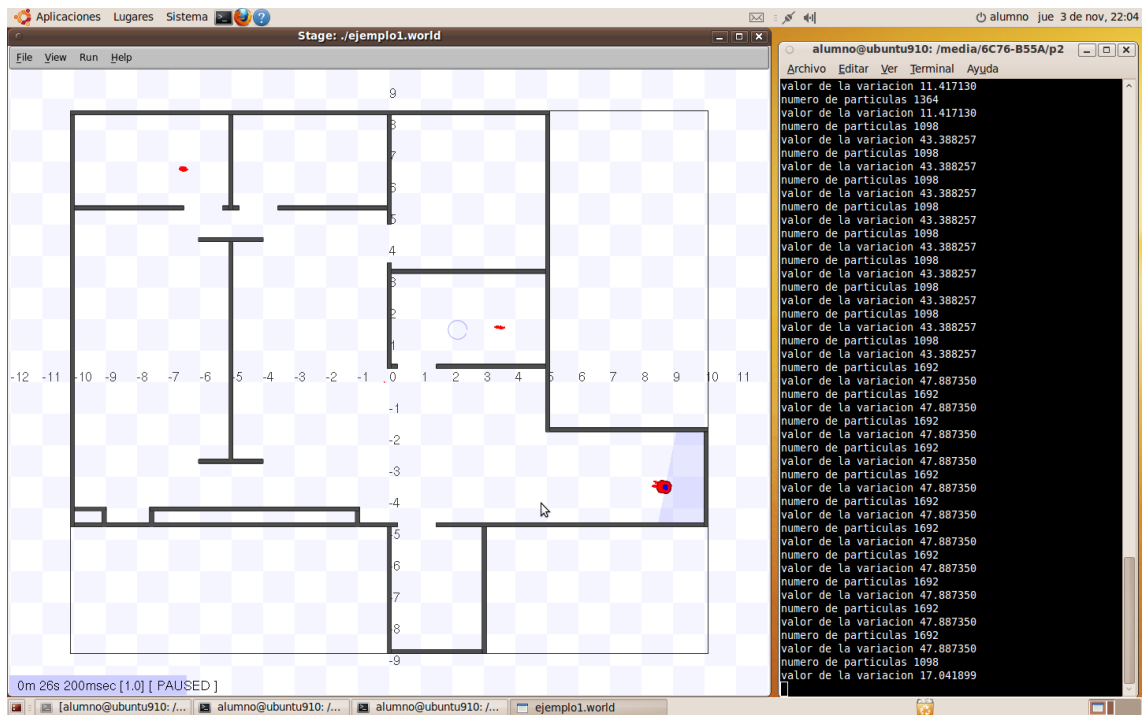 Aplicaciones Lugares Sistema
alumno jue 3 de nov, 22:04
Stage: ./ejemplo1.world
File View Run Help
9
8
7
6
5
4
3
2
1
-12 -11 -10 -9 -8 -7 -6 -5 -4 -3 -2 -1 0 1 2 3 4 5 6 7 8 9 10 11
-1
-2
-3
-4
-5
-6
-7
-8
-9
0m 26s 200msec [1.0] [ PAUSED ]
alumno@ubuntu910: /media/6C76-B55A/p2
Archivo Editar Ver Terminal Ayuda
valor de la variacion 11.417130
numero de particulas 1364
valor de la variacion 11.417130
numero de particulas 1098
valor de la variacion 43.388257
numero de particulas 1098
valor de la variacion 43.388257
numero de particulas 1098
valor de la variacion 43.388257
numero de particulas 1098
valor de la variacion 43.388257
numero de particulas 1098
valor de la variacion 43.388257
numero de particulas 1098
valor de la variacion 43.388257
numero de particulas 1098
valor de la variacion 43.388257
numero de particulas 1098
valor de la variacion 43.388257
numero de particulas 1098
valor de la variacion 43.388257
numero de particulas 1692
valor de la variacion 47.887350
numero de particulas 1692
valor de la variacion 47.887350
numero de particulas 1692
valor de la variacion 47.887350
numero de particulas 1692
valor de la variacion 47.887350
numero de particulas 1692
valor de la variacion 47.887350
numero de particulas 1692
valor de la variacion 47.887350
numero de particulas 1692
valor de la variacion 47.887350
numero de particulas 1692
valor de la variacion 47.887350
numero de particulas 1692
valor de la variacion 47.887350
numero de particulas 1692
valor de la variacion 47.887350
numero de particulas 1692
valor de la variacion 47.887350
numero de particulas 1098
valor de la variacion 17.041899
[alumno@ubuntu910: /...
alumno@ubuntu910: /...
alumno@ubuntu910: /...
ejemplo1.world